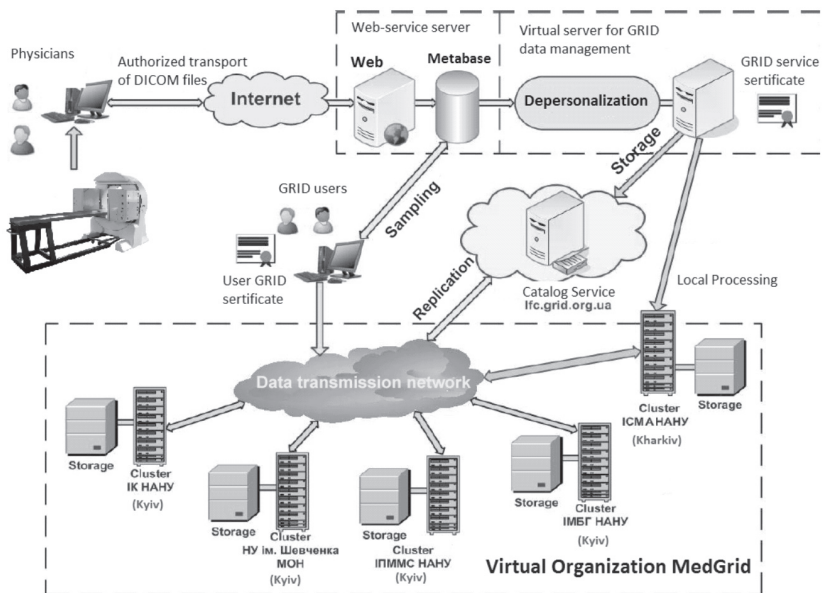 Physicians
Authorized transport
of DICOM files
Internet
Web-service server
Web
Metabase
Virtual server for GRID
data management
Depersonalization
GRID service
sertificate
Storage
GRID users
Sampling
User GRID
sertificate
Replication
Catalog Service
lfc.grid.org.ua
Local Processing
Data transmission network
Storage
Cluster
ІК НАНУ
(Kyiv)
Storage
Cluster
НУ ім. Шевченка
МОН
(Kyiv)
Storage
Cluster
ІПММС НАНУ
(Kyiv)
Storage
Cluster
ІМБГ НАНУ
(Kyiv)
Cluster
ІСМАНАНУ
(Kharkiv)
Storage
Virtual Organization MedGrid